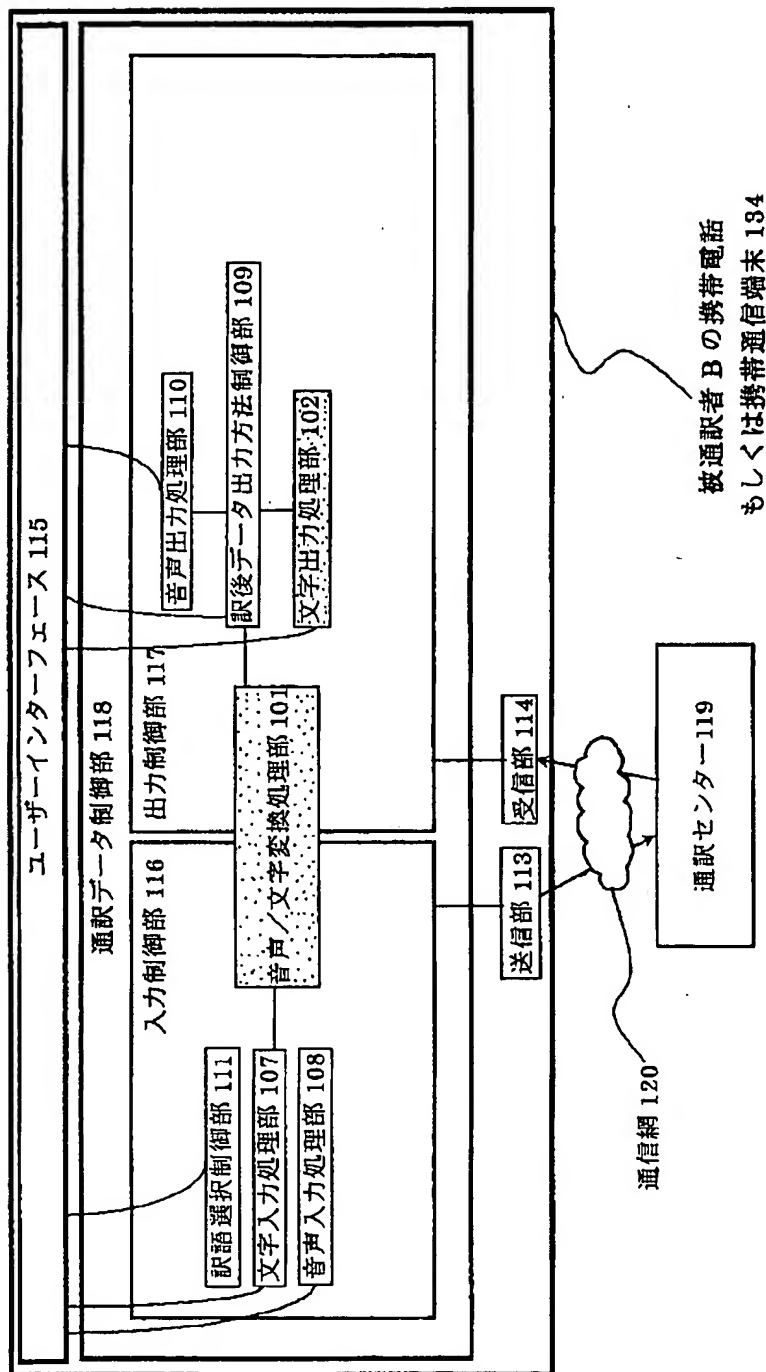 ユーザーインターフェース 115
通訳データ制御部 118
入力制御部 116
訳語選択制御部 111
文字入力処理部 107
音声入力処理部 108
音声／文字変換処理部 101
出力制御部 117
音声出力処理部 110
訳後データ出力方法制御部 109
文字出力処理部 102
送信部 113
受信部 114
通信網 120
通訳センター119
被通訳者 B の携帯電話
もしくは携帯通信端末 134